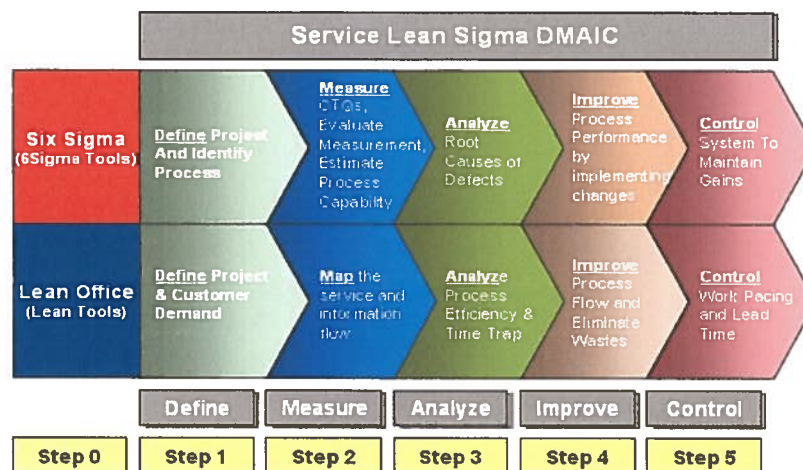 Service Lean Sigma DMAIC
Six Sigma
(6Sigma Tools)
Define Project
And Identify
Process
Measure
CTQs,
Evaluate
Measurement,
Estimate
Process
Capability
Analyze
Root
Causes of
Defects
Improve
Process
Performance
by
implementing
changes
Control
System To
Maintain
Gains
Lean Office
(Lean Tools)
Define Project
& Customer
Demand
Map the
service and
information
flow.
Analyze
Process
Efficiency &
Time Trap
Improve
Process
Flow and
Eliminate
Wastes
Control
Work Pacing
and Lead
Time
Define
Measure
Analyze
Improve
Control
Step 0
Step 1
Step 2
Step 3
Step 4
Step 5